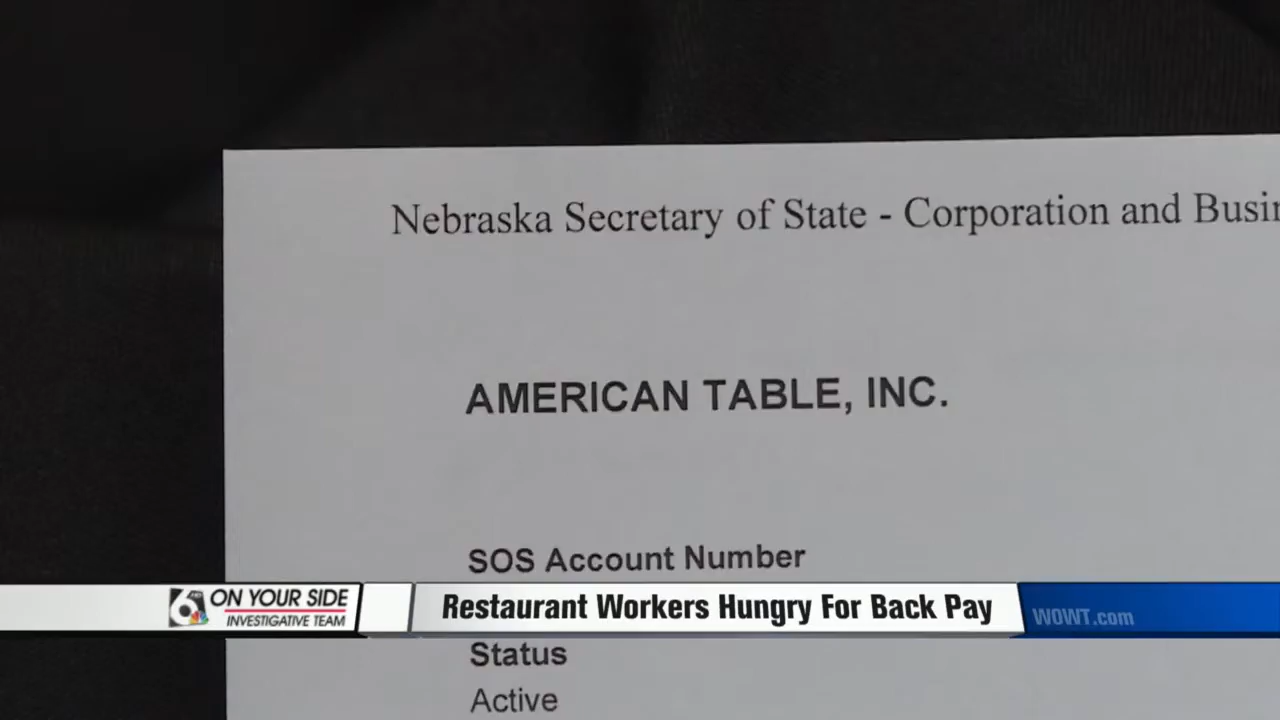 Nebraska Secretary of State - Corporation and
AMERICAN TABLE, INC.
SOS Account Number
6 ON YOUR SIDE
INVESTIGATIVE TEAM
Restaurant Workers Hungry For Back Pay
WOWT.com
Status
Active